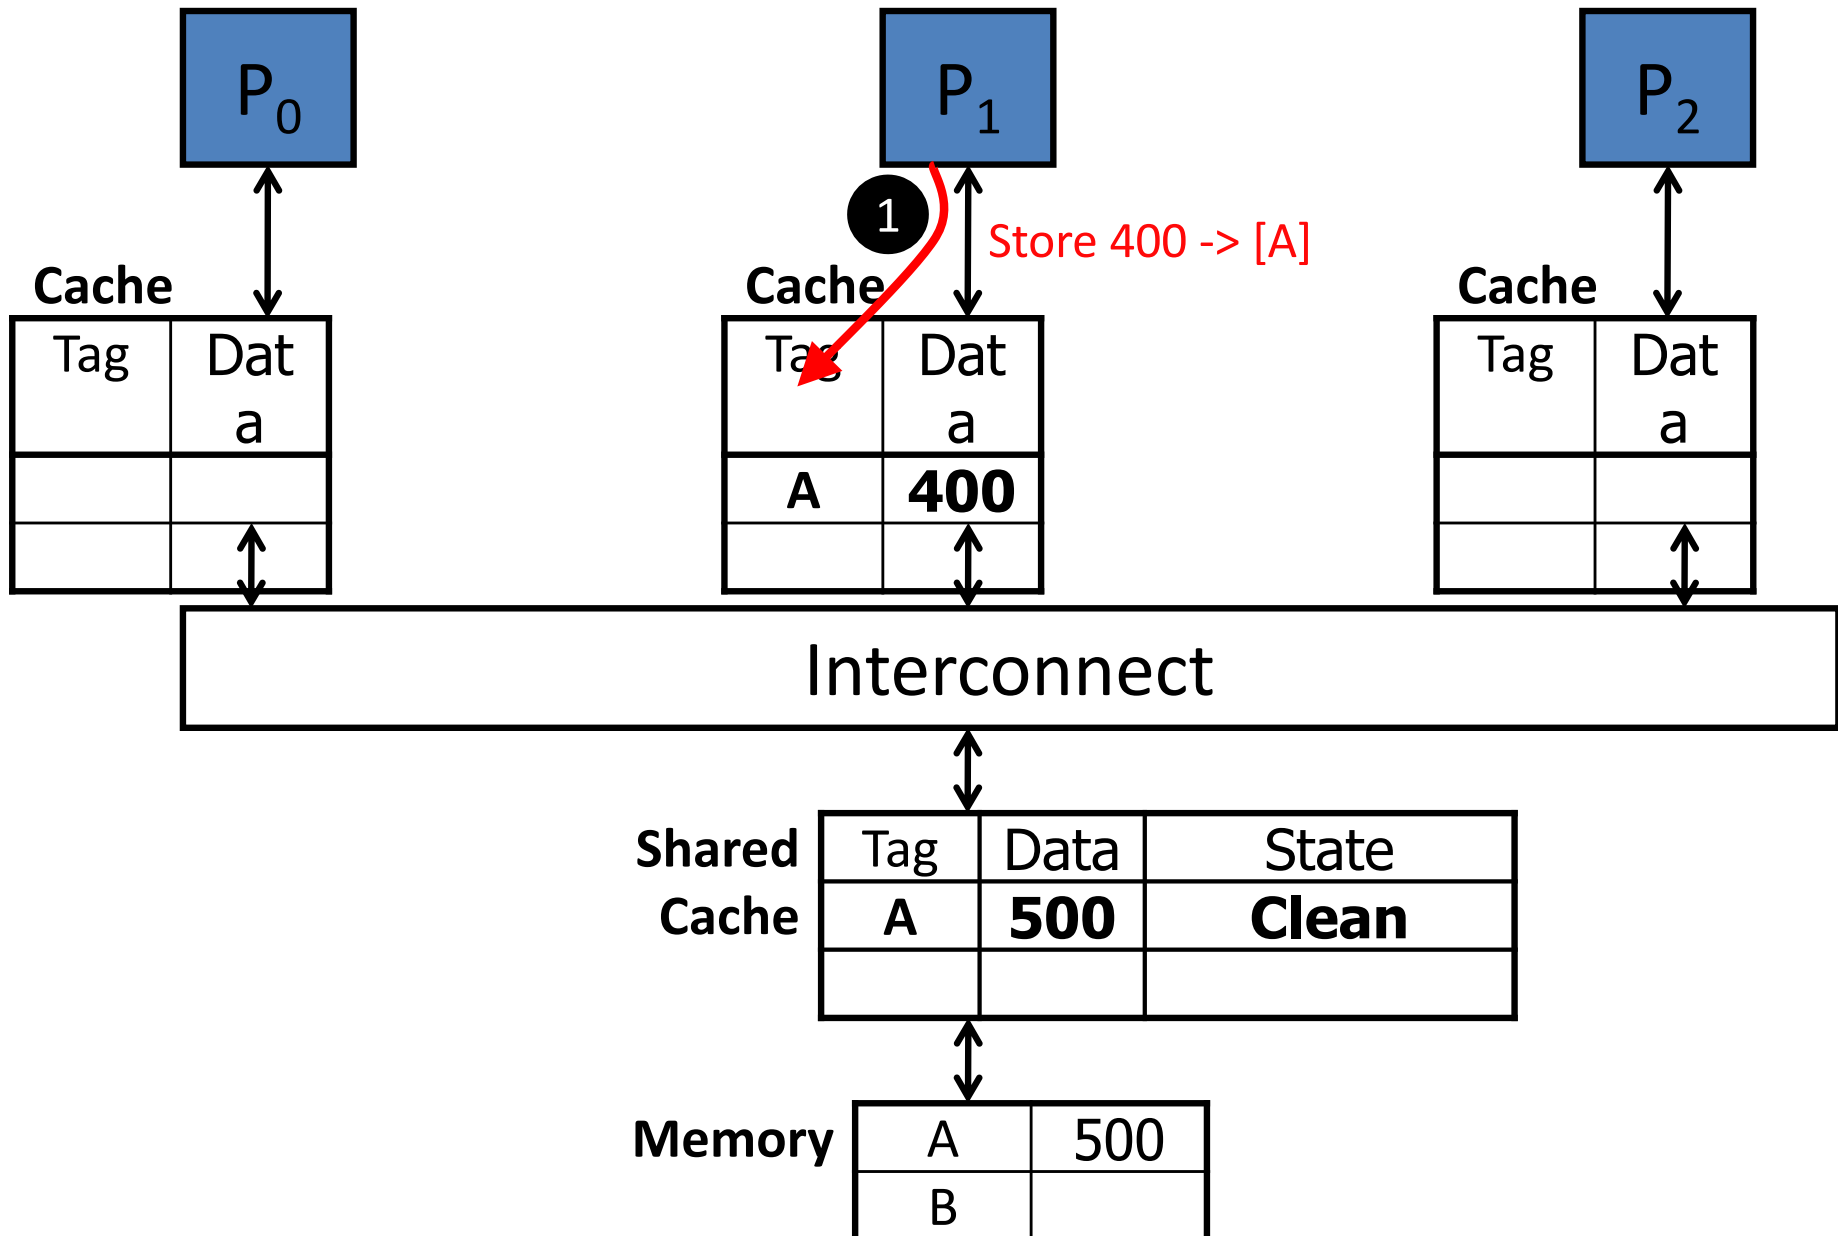 P0
P1
P2
1
Store 400 -> [A]
Cache
Cache
Cache
Tag Dat
a
Tag Dat
a
A 400
Tag Dat
a
Interconnect
Shared
Cache
Tag Data State
A 500 Clean
Memory
A 500
B